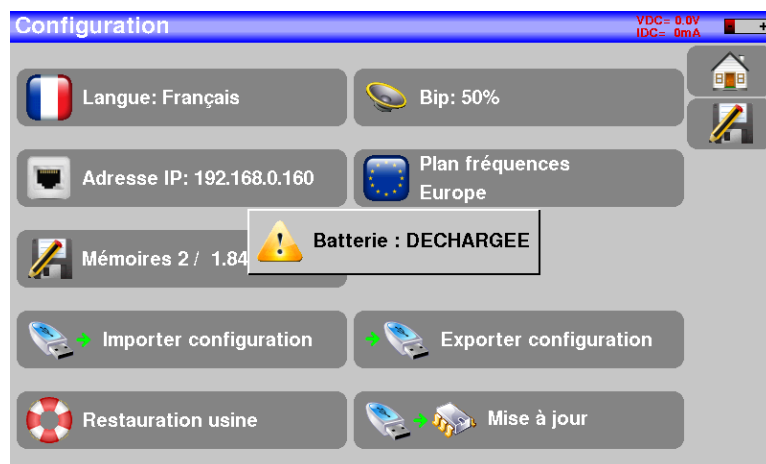 Configuration
VDC= 0.0V
IDC= 0mA
+
Langue: Français
Bip: 50%
Adresse IP: 192.168.0.160
Plan fréquences
Europe
Batterie : DECHARGEE
Mémoires 2 / 1.84
Importer configuration
Exporter configuration
Restauration usine
Mise à jour